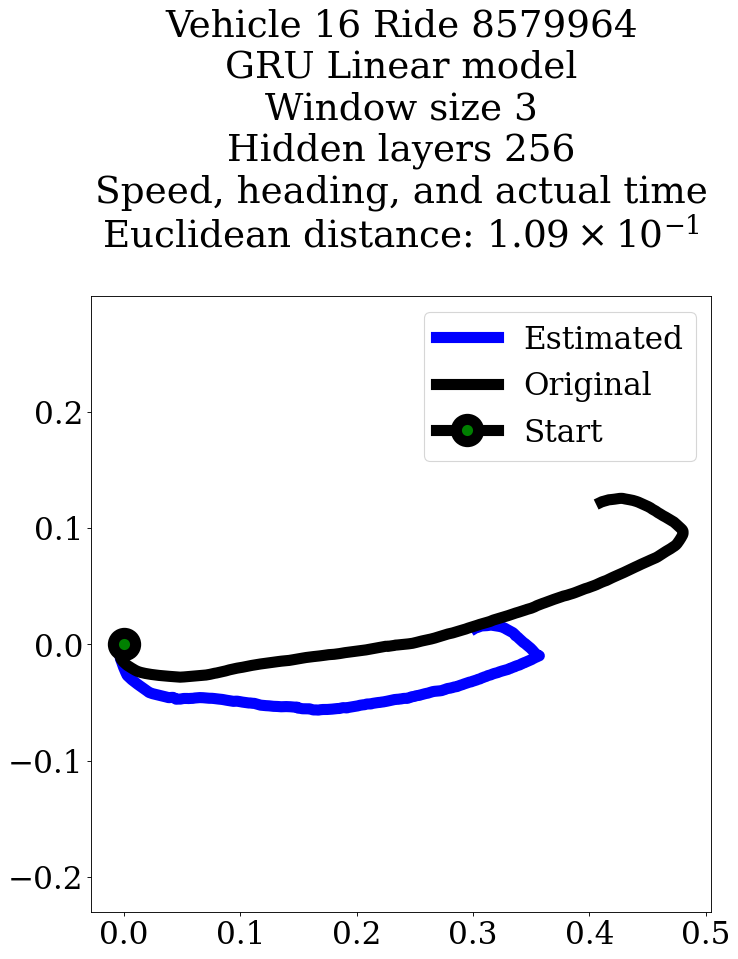 Vehicle 16 Ride 8579964
GRU Linear model
Window size 3
Hidden layers 256
Speed, heading, and actual time
Euclidean distance: 1.09 × 10⁻¹
Estimated
Original
Start
0.2
0.1
0.0
−0.1
−0.2
0.0 0.1 0.2 0.3 0.4 0.5